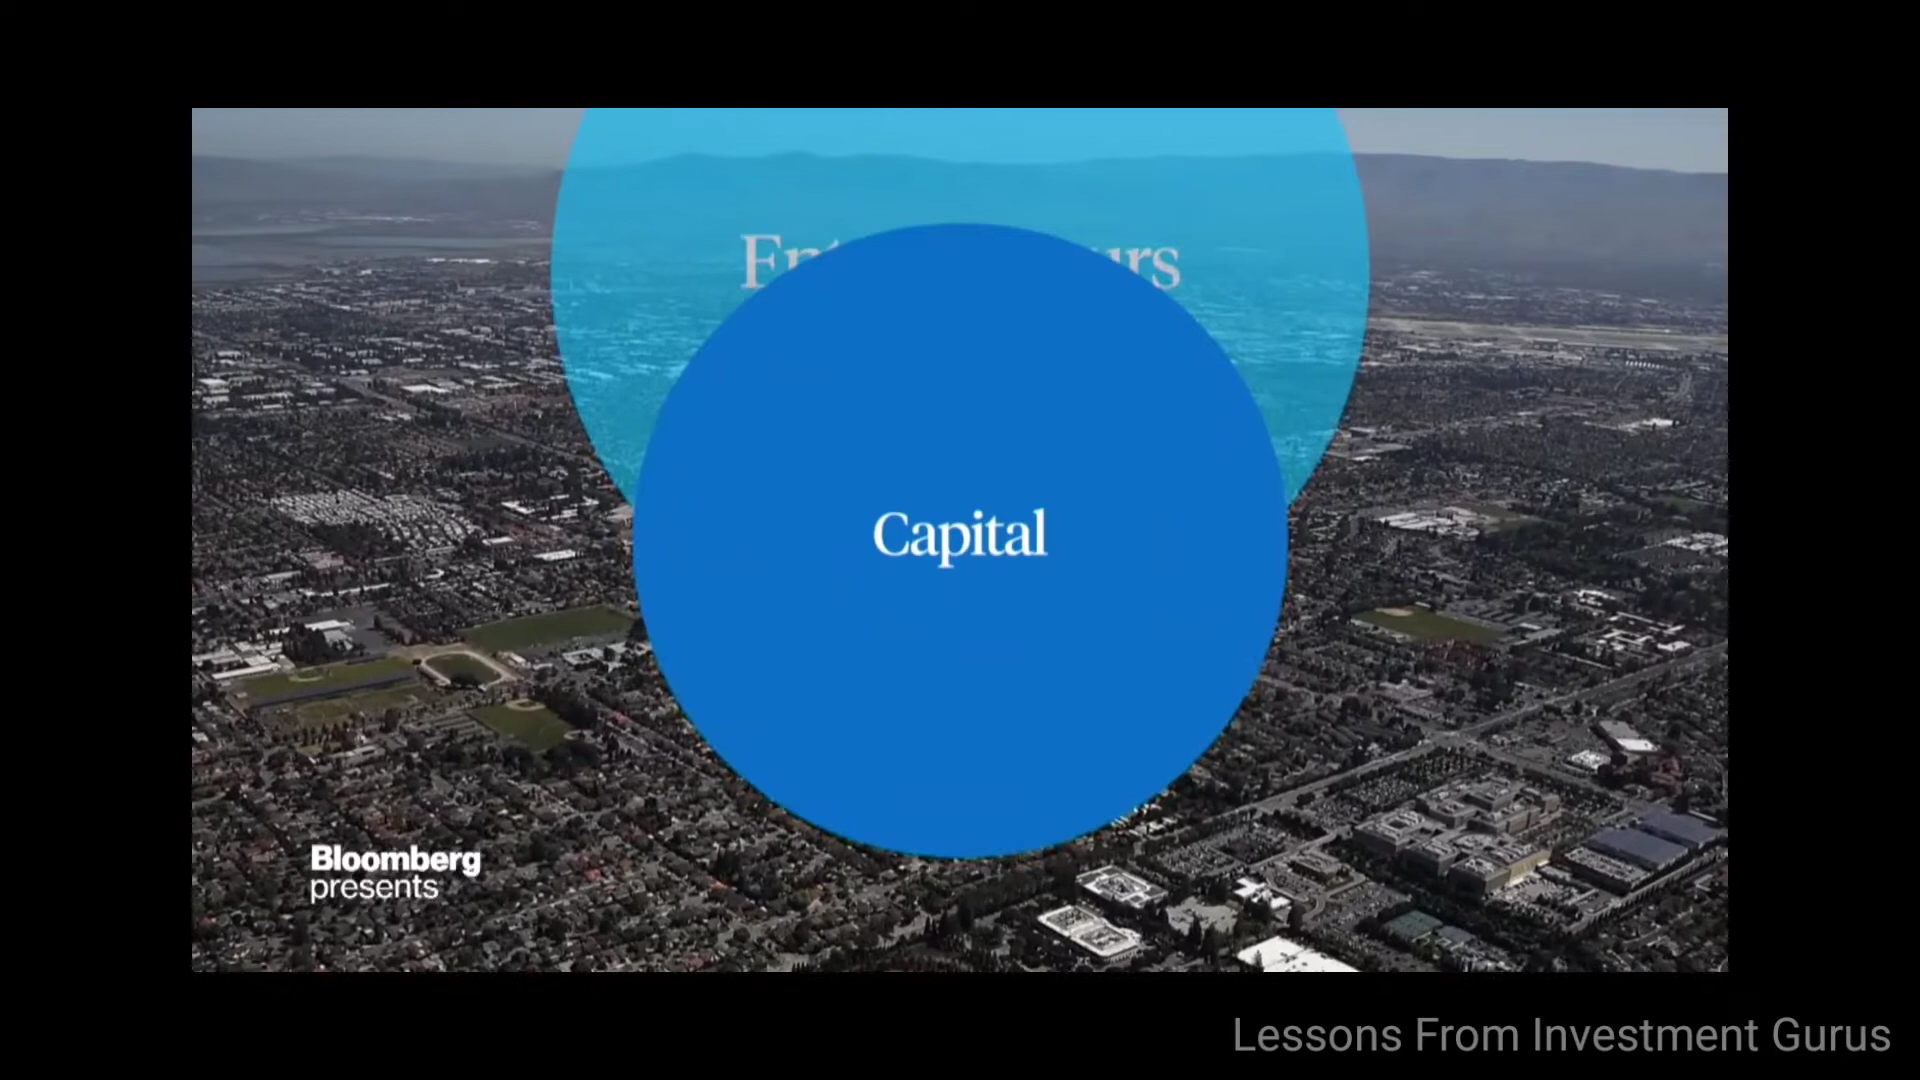 Capital
Bloomberg
presents
Lessons From Investment Gurus